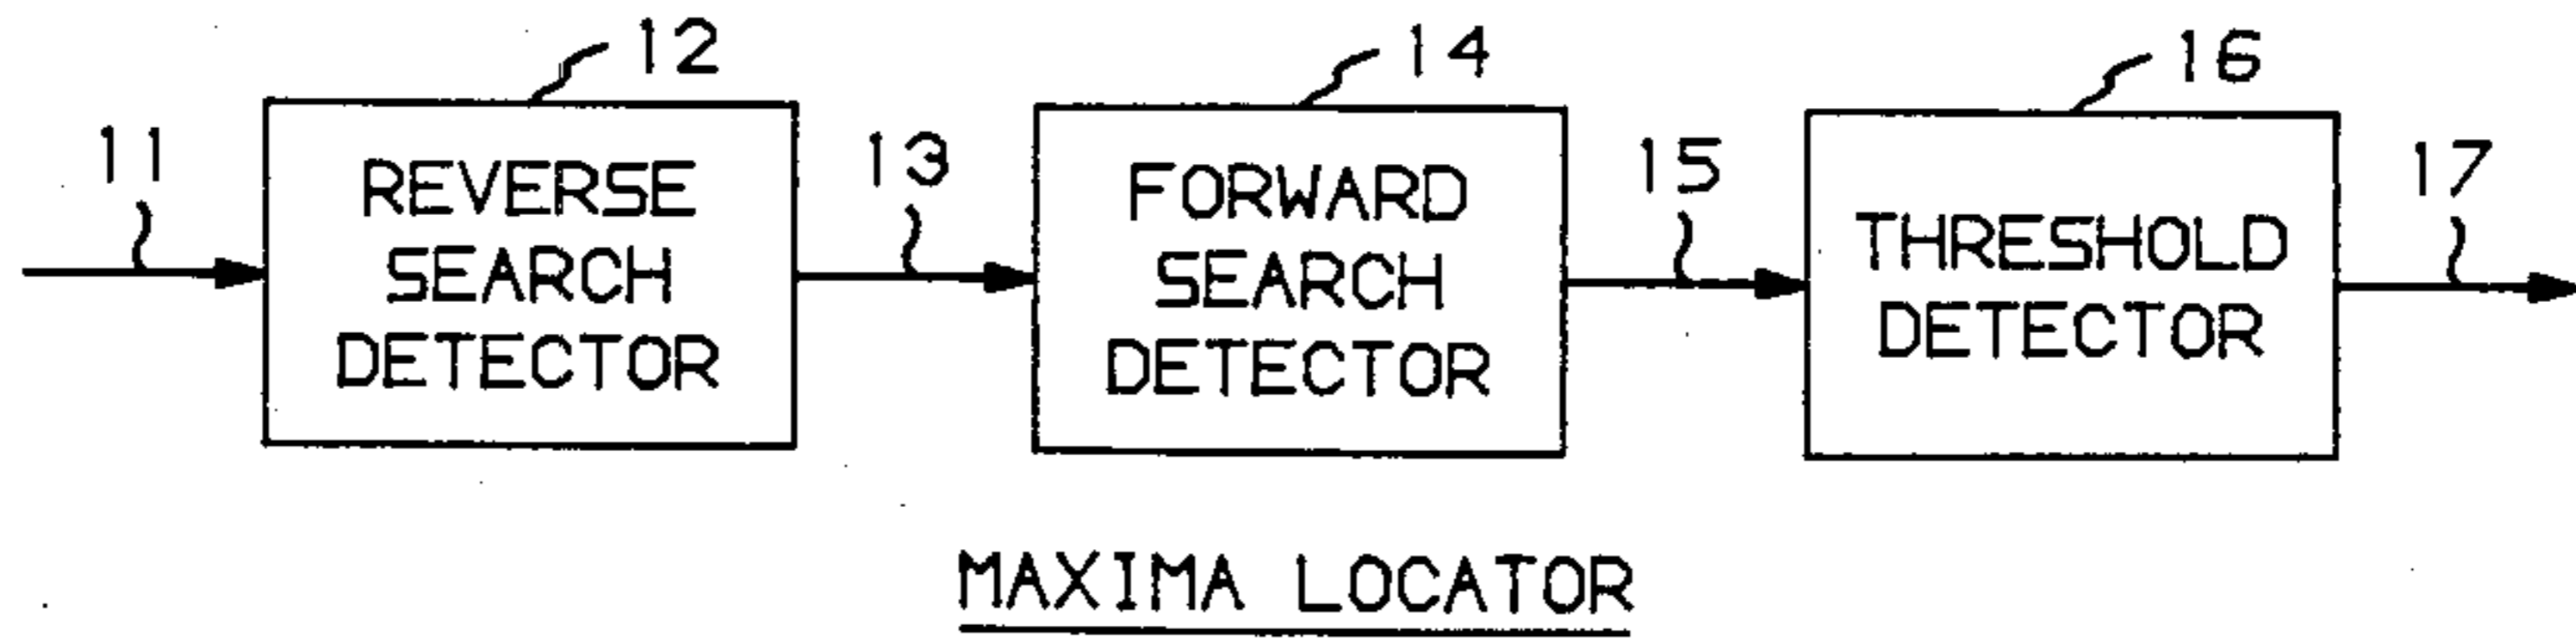 12
14
16
11
13
15
17
REVERSE
SEARCH
DETECTOR
FORWARD
SEARCH
DETECTOR
THRESHOLD
DETECTOR
MAXIMA LOCATOR